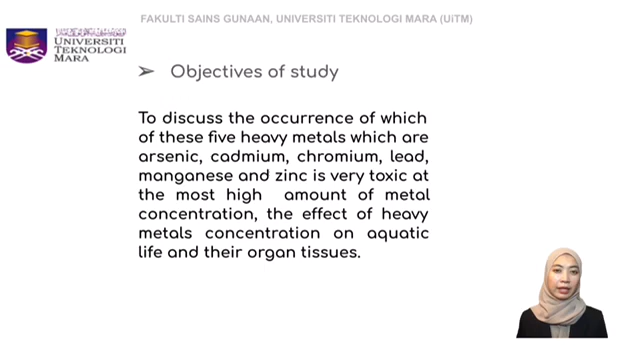 FAKULTI SAINS GUNAAN, UNIVERSITI TEKNOLOGI MARA (UiTM)
UNIVERSITI
TEKNOLOGI
MARA
➢ Objectives of study
To discuss the occurrence of which
of these five heavy metals which are
arsenic, cadmium, chromium, lead,
manganese and zinc is very toxic at
the most high amount of metal
concentration, the effect of heavy
metals concentration on aquatic
life and their organ tissues.